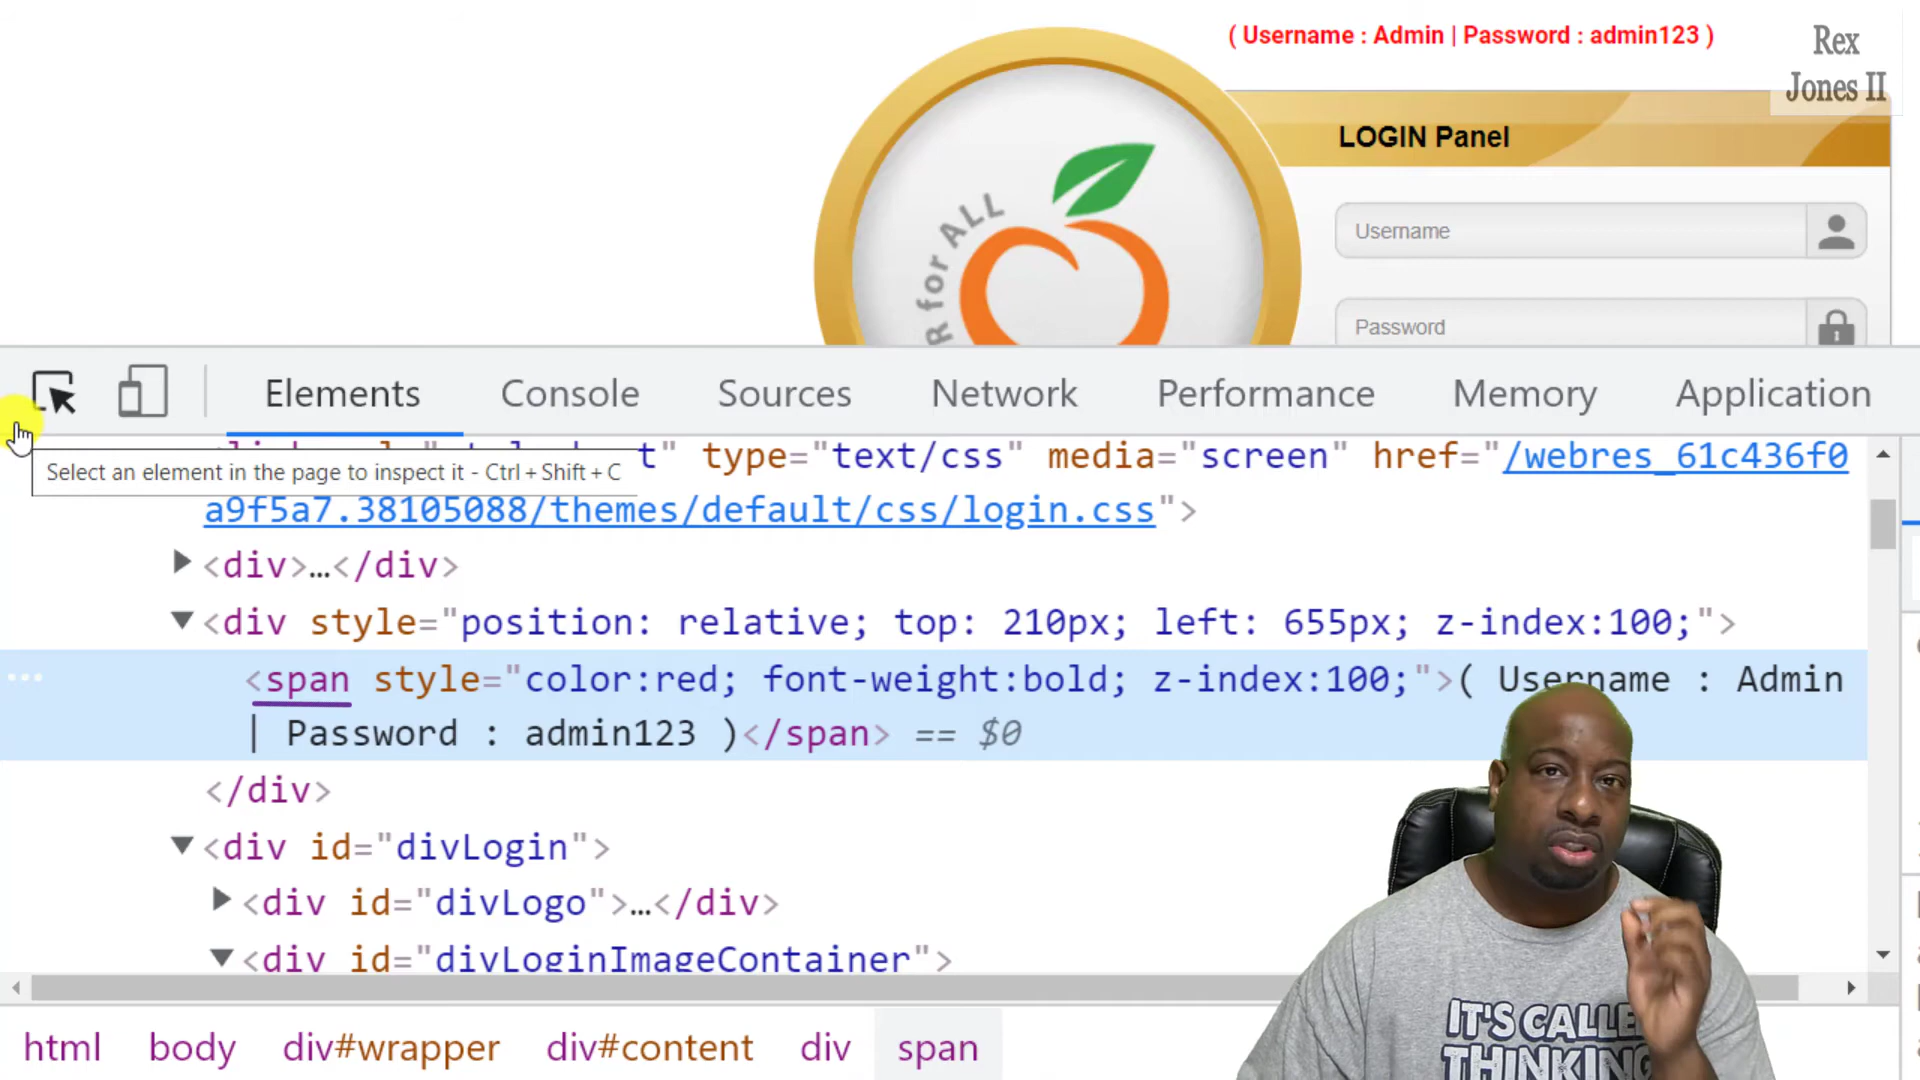 ( Username : Admin | Password : admin123 )
Rex
Jones II
LOGIN Panel
R for ALL
Username
Password
Elements
Console
Sources
Network
Performance
Memory
Application
t" type="text/css" media="screen" href="/webres_61c436f0
Select an element in the page to inspect it - Ctrl + Shift + C
a9f5a7.38105088/themes/default/css/login.css">
<div>…</div>
<div style="position: relative; top: 210px; left: 655px; z-index:100;">
<span style="color:red; font-weight:bold; z-index:100;">( Username : Admin
| Password : admin123 )</span> == $0
</div>
<div id="divLogin">
<div id="divLogo">…</div>
<div id="divLoginImageContainer">
html body div#wrapper div#content div span
IT'S CALLE
THINKING